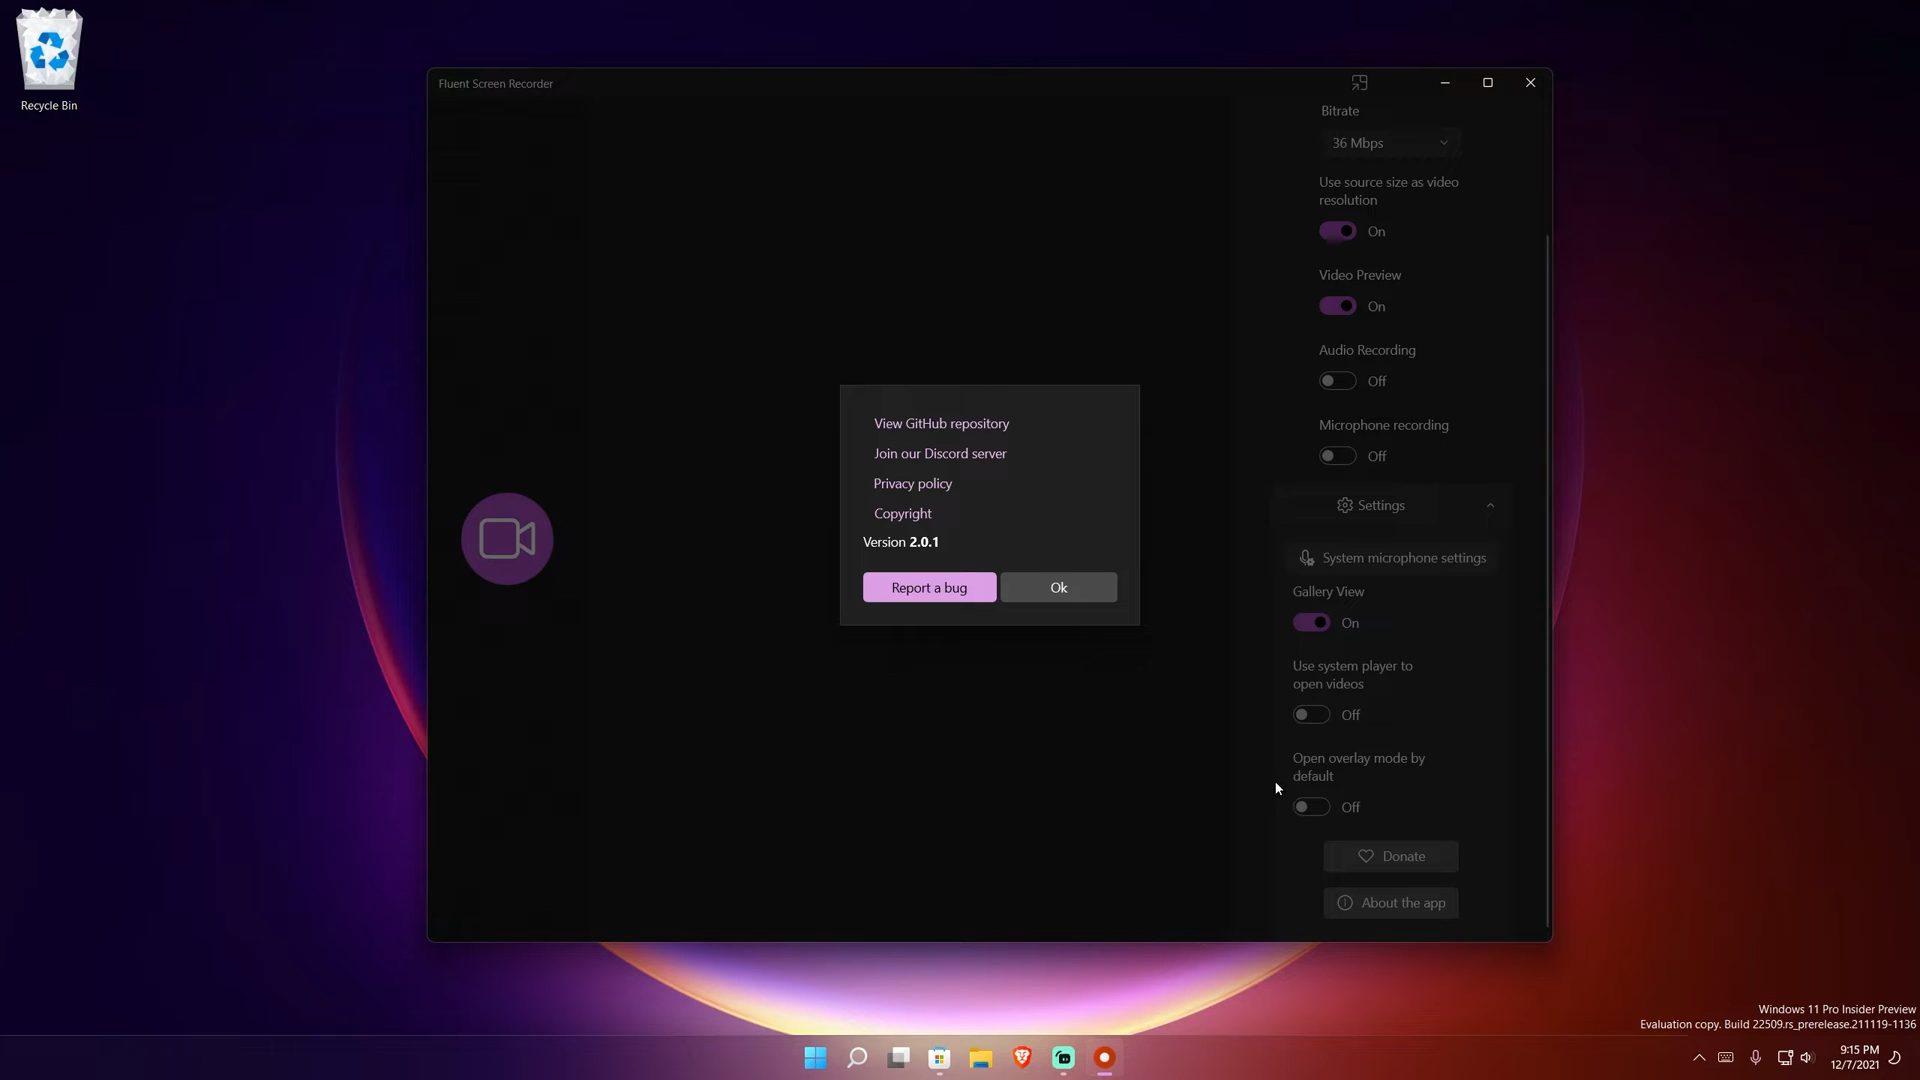 Recycle Bin
Fluent Screen Recorder
Bitrate
36 Mbps
Use source size as video
resolution
On
Video Preview
On
Audio Recording
Off
Microphone recording
Off
Settings
System microphone settings
Gallery View
On
Use system player to
open videos
Off
Open overlay mode by
default
Off
Donate
About the app
View GitHub repository
Join our Discord server
Privacy policy
Copyright
Version 2.0.1
Report a bug
Ok
Windows 11 Pro Insider Preview
Evaluation copy. Build 22509.rs_prerelease.211119-1136
9:15 PM
12/7/2021